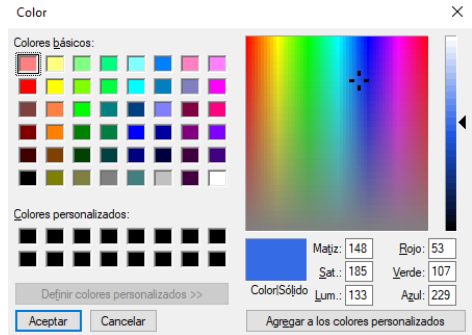 Color
Colores básicos:
Colores personalizados:
Definir colores personalizados >>
Aceptar
Cancelar
Color|Sólido
Matiz: 148
Sat.: 185
Lum.: 133
Rojo: 53
Verde: 107
Azul: 229
Agregar a los colores personalizados